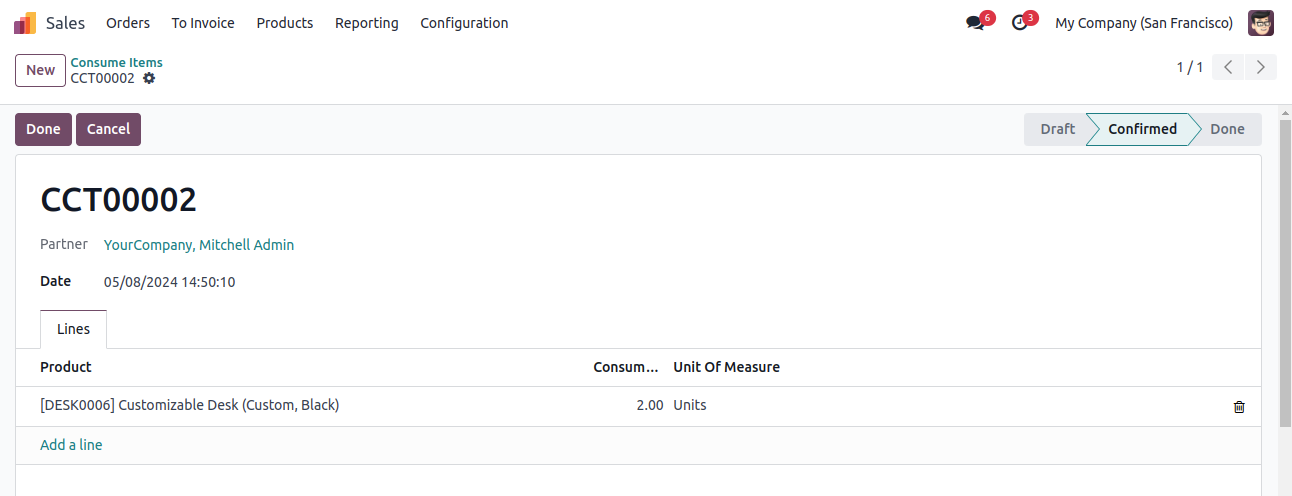 Sales Orders To Invoice Products Reporting Configuration 6 3 My Company (San Francisco)
New Consume Items 1 / 1
CCT00002
Done Cancel Draft Confirmed Done
CCT00002
Partner YourCompany, Mitchell Admin
Date 05/08/2024 14:50:10
Lines
Product Consum... Unit Of Measure
[DESK0006] Customizable Desk (Custom, Black) 2.00 Units
Add a line